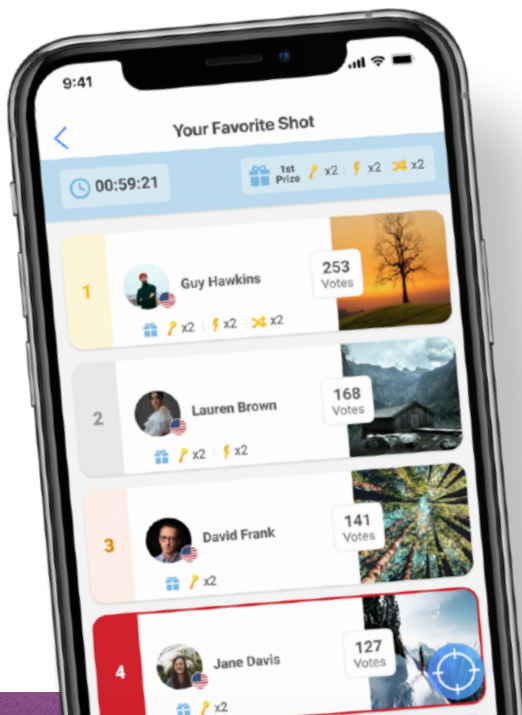 9:41
Your Favorite Shot
00:59:21
1st
Prize
x2
x2
x2
1
Guy Hawkins
253
Votes
x2
x2
x2
2
Lauren Brown
168
Votes
x2
x2
3
David Frank
141
Votes
x2
4
Jane Davis
127
Votes
x2